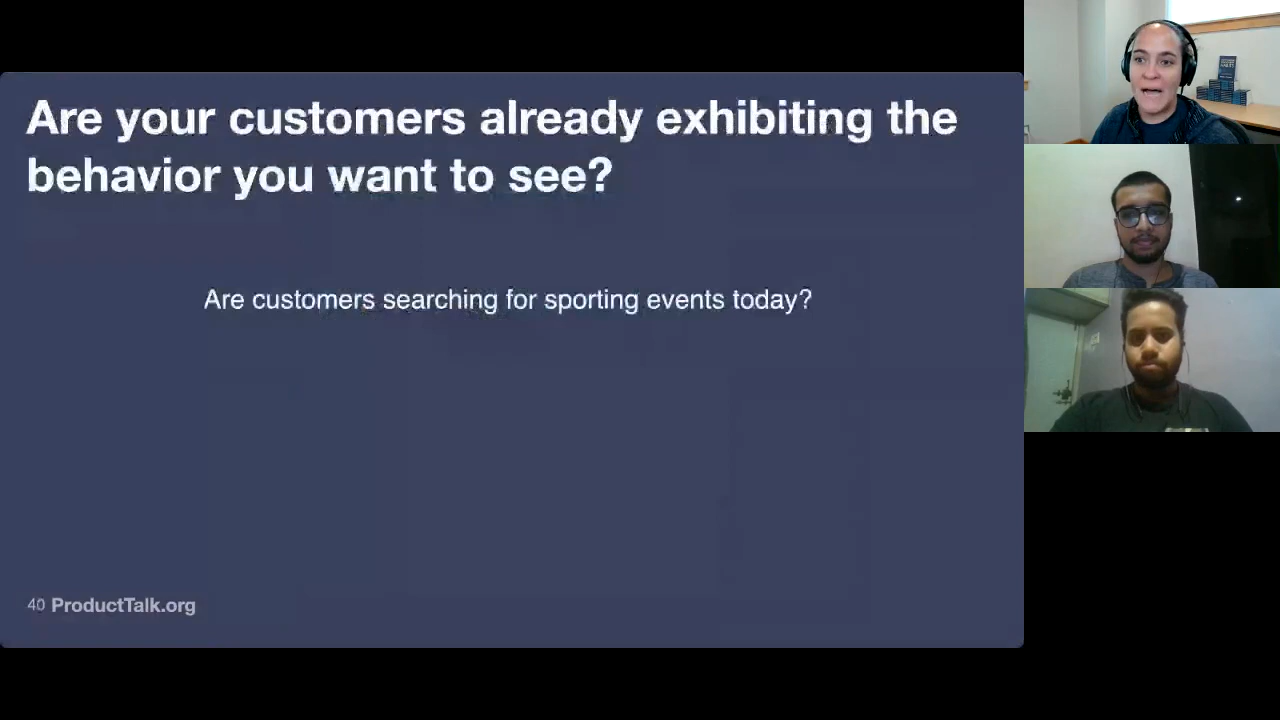 Are your customers already exhibiting the
behavior you want to see?
Are customers searching for sporting events today?
40 ProductTalk.org